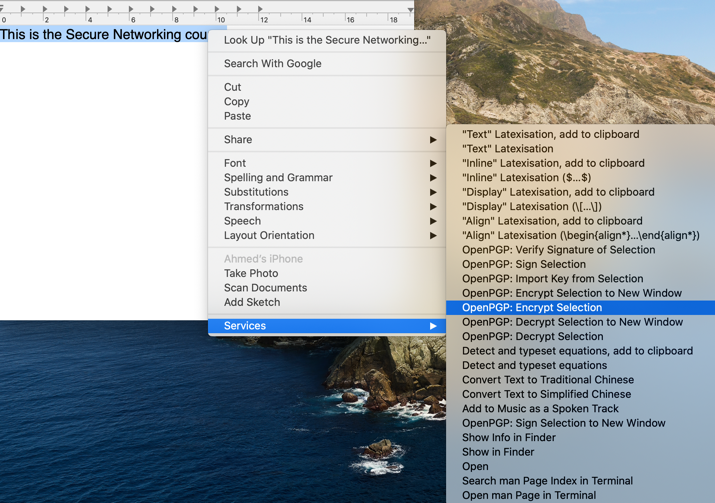 0 2 4 6 8 10 12 14 16 18
This is the Secure Networking cou
Look Up "This is the Secure Networking..."
Search With Google
Cut
Copy
Paste
Share
Font
Spelling and Grammar
Substitutions
Transformations
Speech
Layout Orientation
Ahmed's iPhone
Take Photo
Scan Documents
Add Sketch
Services
"Text" Latexisation, add to clipboard
"Text" Latexisation
"Inline" Latexisation, add to clipboard
"Inline" Latexisation ($...$)
"Display" Latexisation, add to clipboard
"Display" Latexisation (\[...\])
"Align" Latexisation, add to clipboard
"Align" Latexisation (\begin{align*}...\end{align*})
OpenPGP: Verify Signature of Selection
OpenPGP: Sign Selection
OpenPGP: Import Key from Selection
OpenPGP: Encrypt Selection to New Window
OpenPGP: Encrypt Selection
OpenPGP: Decrypt Selection to New Window
OpenPGP: Decrypt Selection
Detect and typeset equations, add to clipboard
Detect and typeset equations
Convert Text to Traditional Chinese
Convert Text to Simplified Chinese
Add to Music as a Spoken Track
OpenPGP: Sign Selection to New Window
Show Info in Finder
Show in Finder
Open
Search man Page Index in Terminal
Open man Page in Terminal